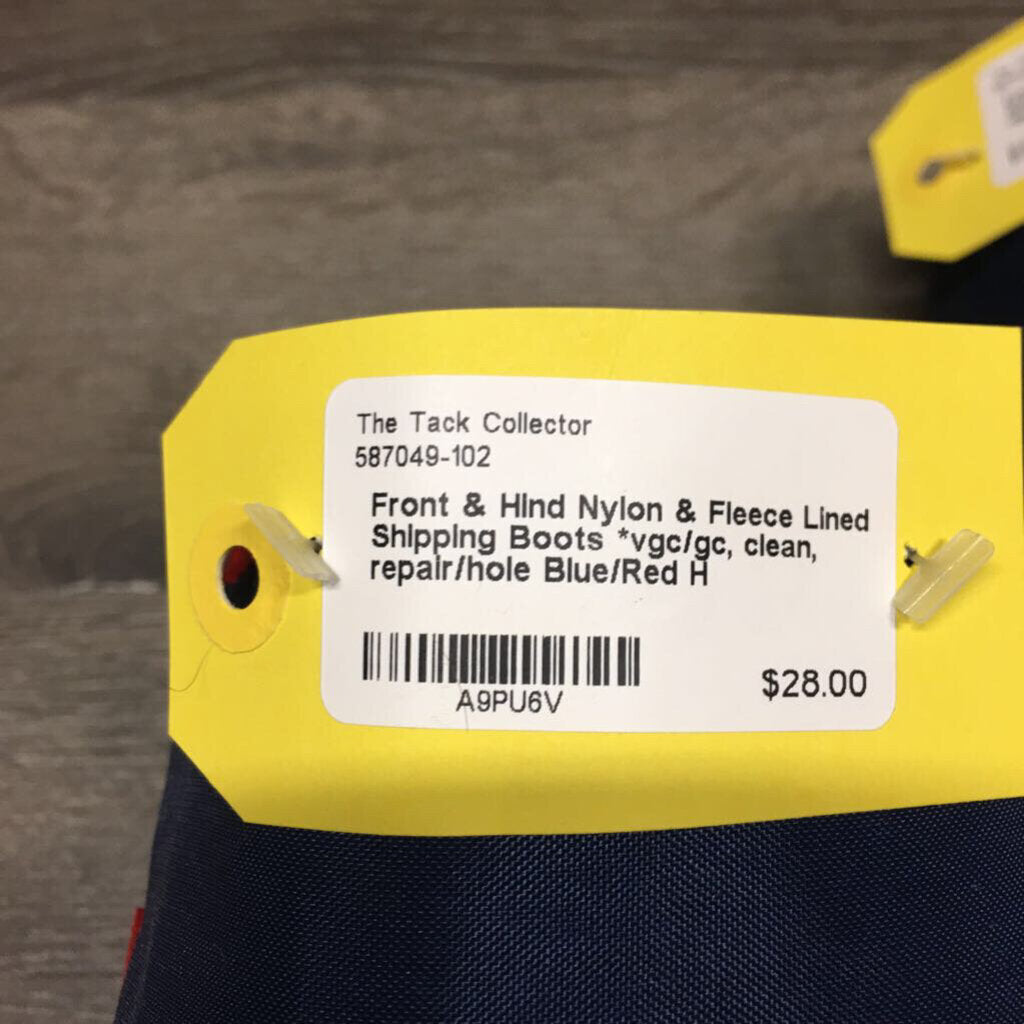 The Tack Collector
587049-102
Front & Hind Nylon & Fleece Lined
Shipping Boots *vgc/gc, clean,
repair/hole Blue/Red H
A9PU6V
$28.00